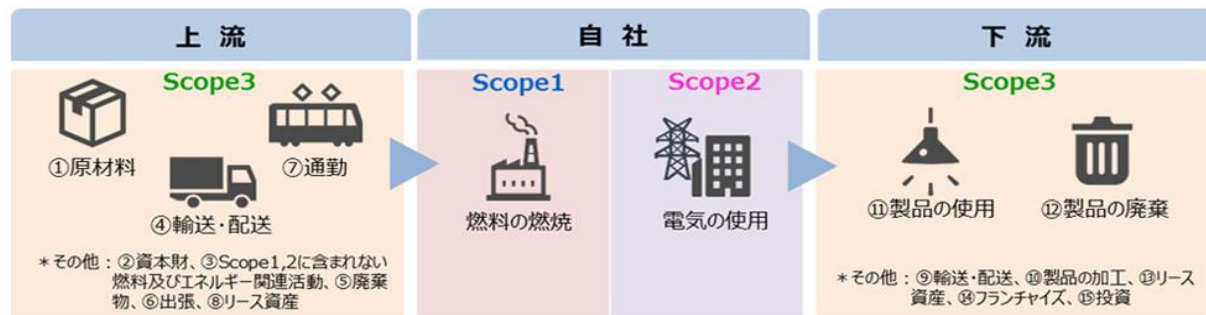 上流
自社
下流
Scope3
①原材料
⑦通勤
④輸送・配送
＊その他：②資本財、③Scope1,2に含まれない
燃料及びエネルギー関連活動、⑤廃棄
物、⑥出張、⑧リース資産
Scope1
燃料の燃焼
Scope2
電気の使用
Scope3
⑪製品の使用
⑫製品の廃棄
＊その他：⑨輸送・配送、⑩製品の加工、⑬リース
資産、⑭フランチャイズ、⑮投資